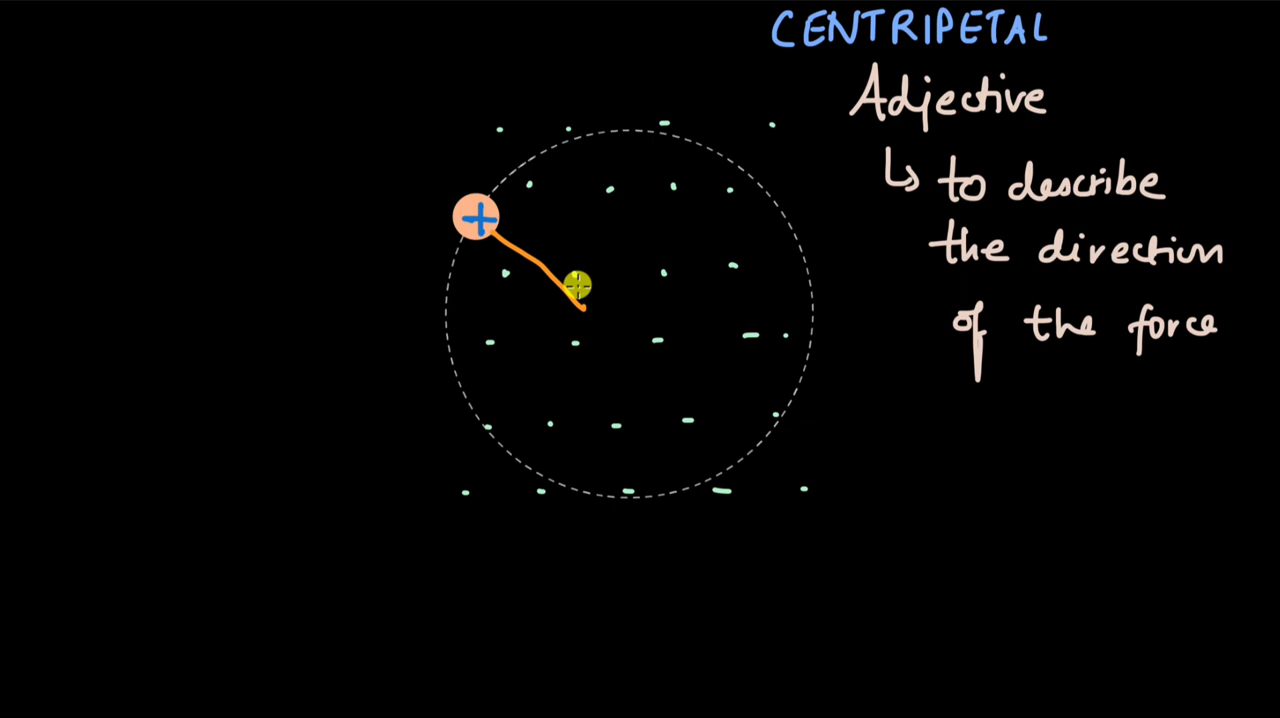 CENTRIPETAL
Adjective
↳ to describe
the direction
of the force
+